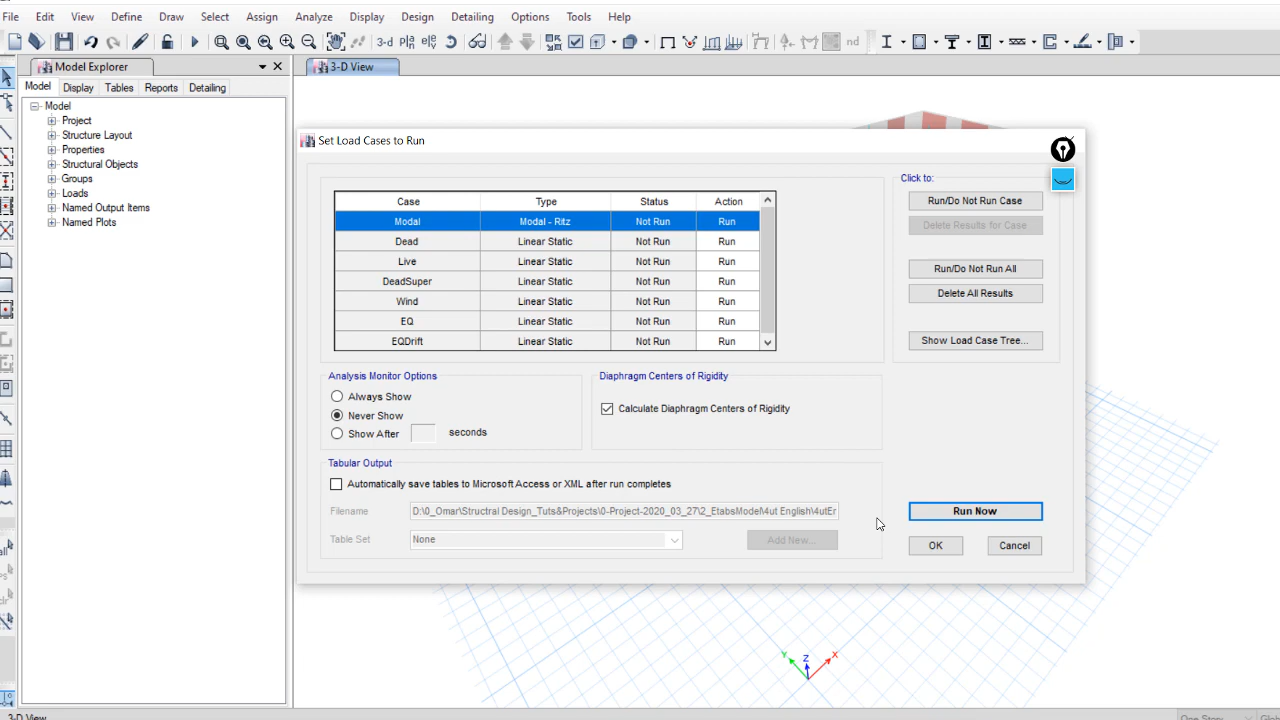 File Edit View Define Draw Select Assign Analyze Display Design Detailing Options Tools Help
3-d nd
Model Explorer
3-D View
Model Display Tables Reports Detailing
Model
Project
Structure Layout
Properties
Structural Objects
Groups
Loads
Named Output Items
Named Plots
Set Load Cases to Run
Case Type Status Action
Modal Modal - Ritz Not Run Run
Dead Linear Static Not Run Run
Live Linear Static Not Run Run
DeadSuper Linear Static Not Run Run
Wind Linear Static Not Run Run
EQ Linear Static Not Run Run
EQDrift Linear Static Not Run Run
Click to:
Run/Do Not Run Case
Delete Results for Case
Run/Do Not Run All
Delete All Results
Show Load Case Tree...
Analysis Monitor Options
Always Show
Never Show
Show After seconds
Diaphragm Centers of Rigidity
Calculate Diaphragm Centers of Rigidity
Tabular Output
Automatically save tables to Microsoft Access or XML after run completes
Filename D:\0_Omar\Structral Design_Tuts&Projects\0-Project-2020_03_27\2_EtabsModel\4ut English\4utEr
Table Set None Add New...
Run Now
OK Cancel
Y Z X
all
3-D View One Story